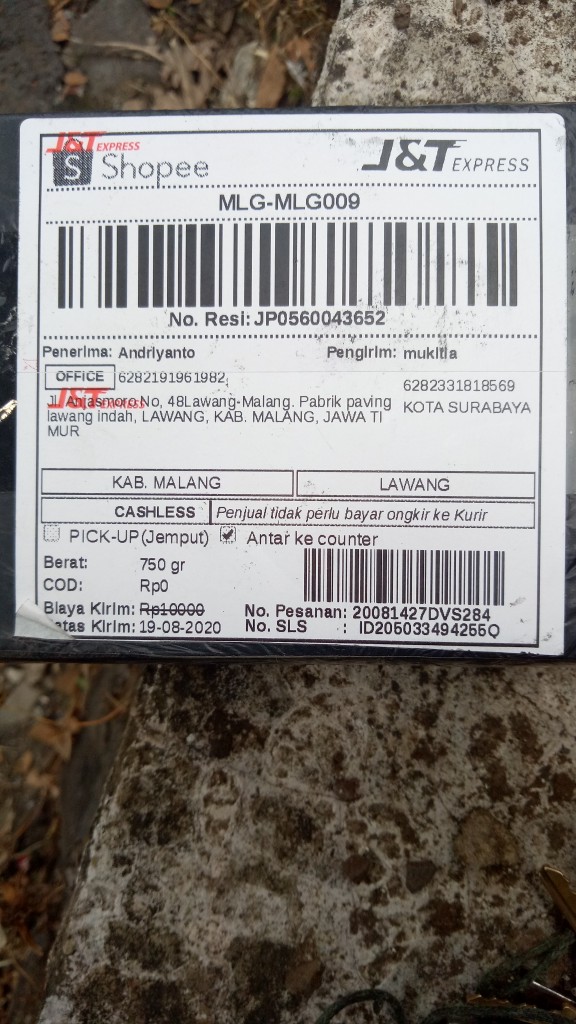 J&T EXPRESS
S Shopee
J&T EXPRESS
MLG-MLG009
No. Resi: JP0560043652
Penerima: Andriyanto
Pengirim: mukitia
OFFICE 6282191961982,
6282331818569
Jl. Anjasmoro No, 48Lawang-Malang. Pabrik paving
J&T EXPRESS
KOTA SURABAYA
lawang indah, LAWANG, KAB. MALANG, JAWA TI
MUR
KAB. MALANG
LAWANG
CASHLESS Penjual tidak perlu bayar ongkir ke Kurir
PICK-UP (Jemput) Antar ke counter
Berat: 750 gr
COD: Rp0
Biaya Kirim: Rp10000
No. Pesanan: 20081427DVS284
Kirim: 19-08-2020
No. SLS : ID205033494255Q